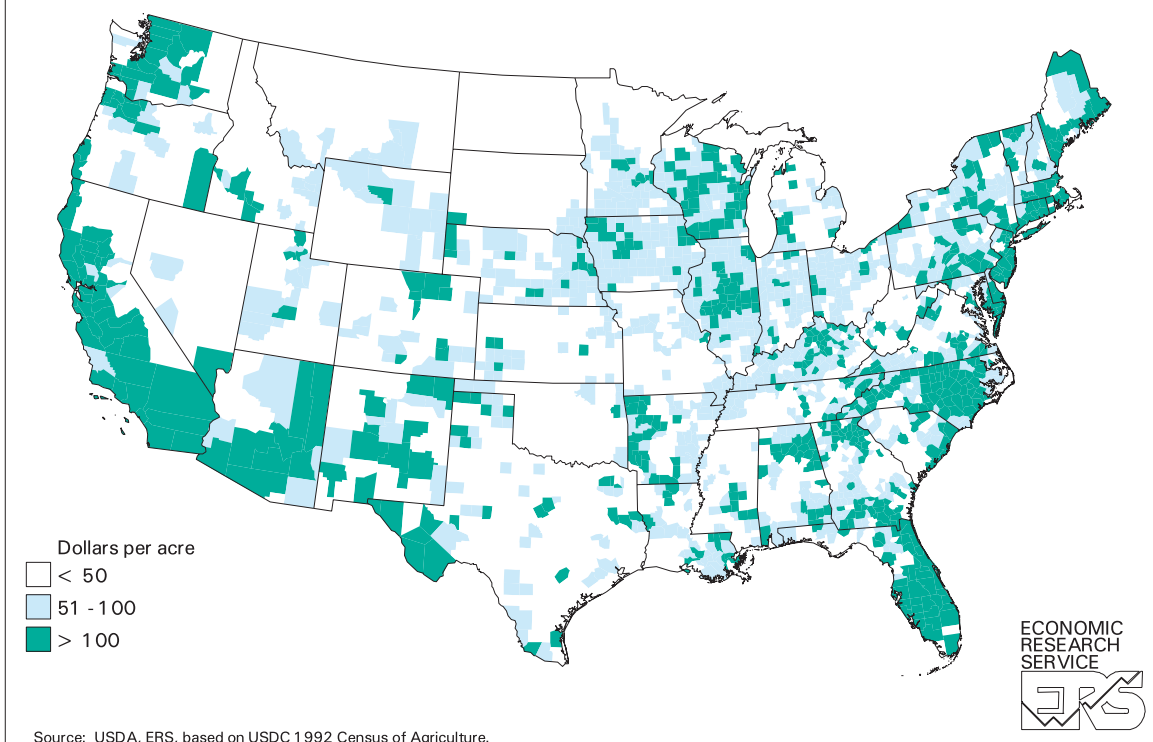 Dollars per acre
< 50
51 -100
> 100
ECONOMIC
RESEARCH
SERVICE
ERS
Source: USDA, ERS, based on USDC 1992 Census of Agriculture.